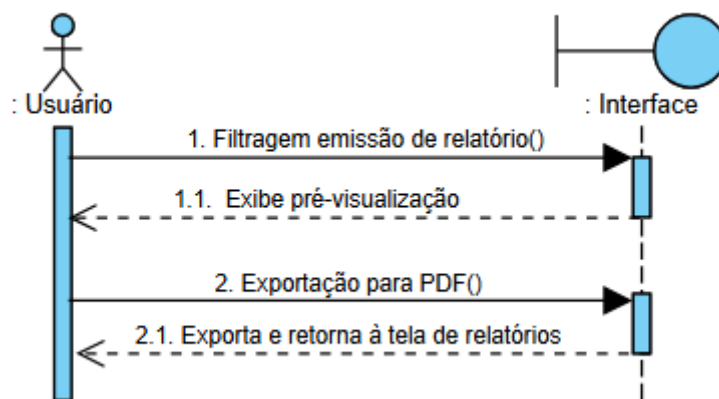 : Usuário
: Interface
1. Filtragem emissão de relatório()
1.1. Exibe pré-visualização
2. Exportação para PDF()
2.1. Exporta e retorna à tela de relatórios